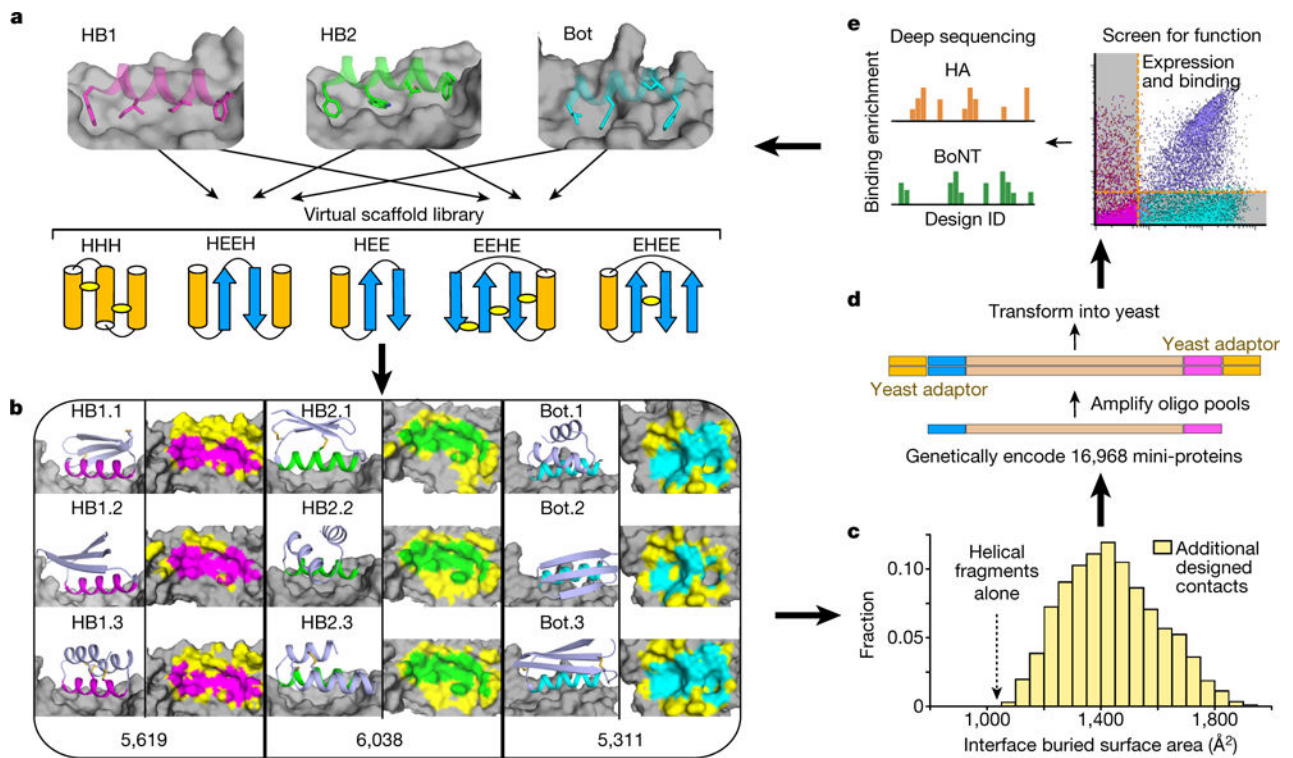 a
HB1
HB2
Bot
Virtual scaffold library
HHH
HEEH
HEE
EEHE
EHEE
b
HB1.1
HB2.1
Bot.1
HB1.2
HB2.2
Bot.2
HB1.3
HB2.3
Bot.3
5,619
6,038
5,311
e
Deep sequencing
Screen for function
HA
Expression
and binding
Binding enrichment
BoNT
Design ID
d
Transform into yeast
Yeast adaptor
Yeast adaptor
Amplify oligo pools
Genetically encode 16,968 mini-proteins
c
Helical
fragments
alone
Additional
designed
contacts
Fraction
0.10
0.05
0
1,000
1,400
1,800
Interface buried surface area (Å2)